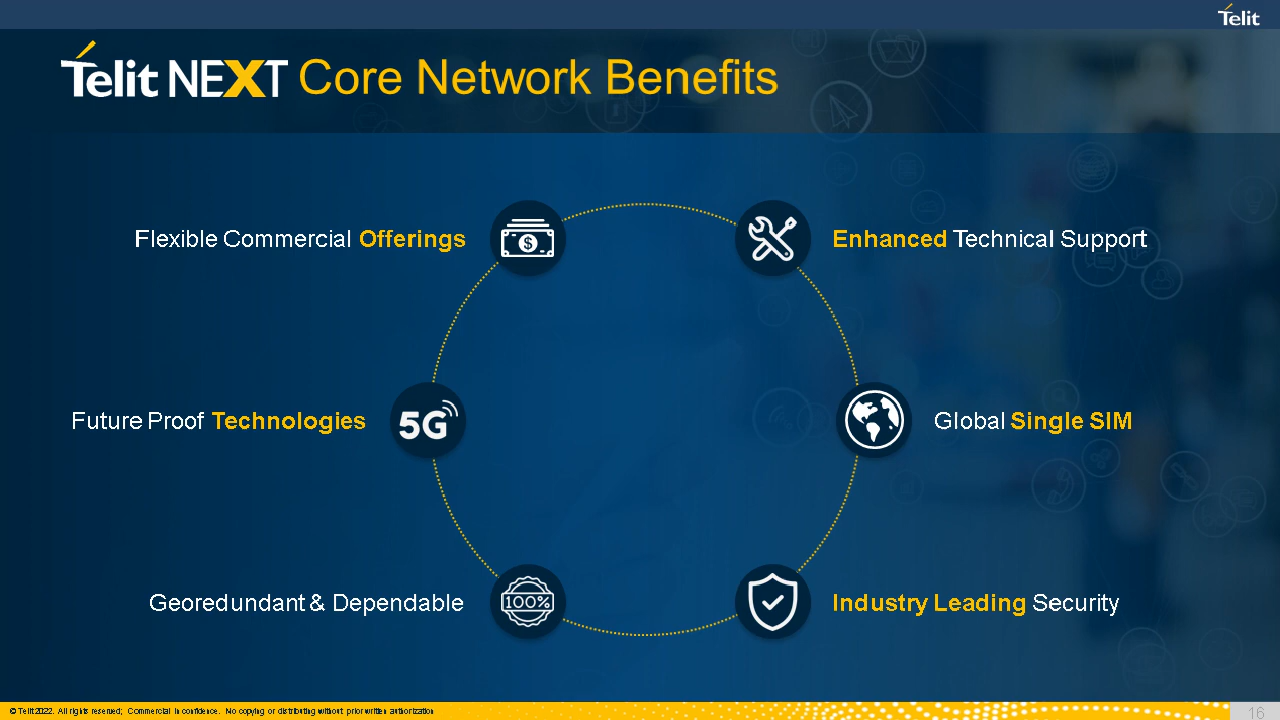 Telit
Telit NEXT Core Network Benefits
Flexible Commercial Offerings
Enhanced Technical Support
5G
Future Proof Technologies
Global Single SIM
100%
Georedundant & Dependable
Industry Leading Security
© Telit 2022. All rights reserved; Commercial in confidence. No copying or distributing without prior written authorization
16